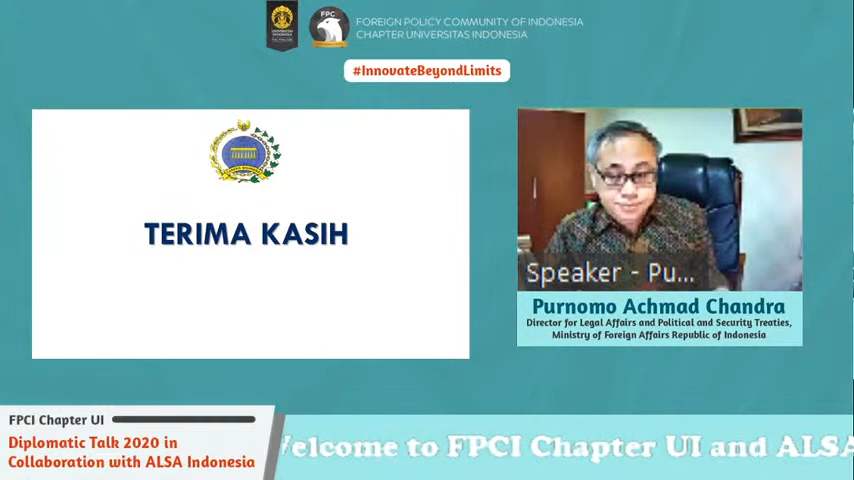 FPC
FOREIGN POLICY COMMUNITY OF INDONESIA
CHAPTER UNIVERSITAS INDONESIA
#InnovateBeyondLimits
TERIMA KASIH
Speaker - Pu...
Purnomo Achmad Chandra
Director for Legal Affairs and Political and Security Treaties,
Ministry of Foreign Affairs Republic of Indonesia
FPCI Chapter UI
Diplomatic Talk 2020 in
Collaboration with ALSA Indonesia
Welcome to FPCI Chapter UI and ALSA